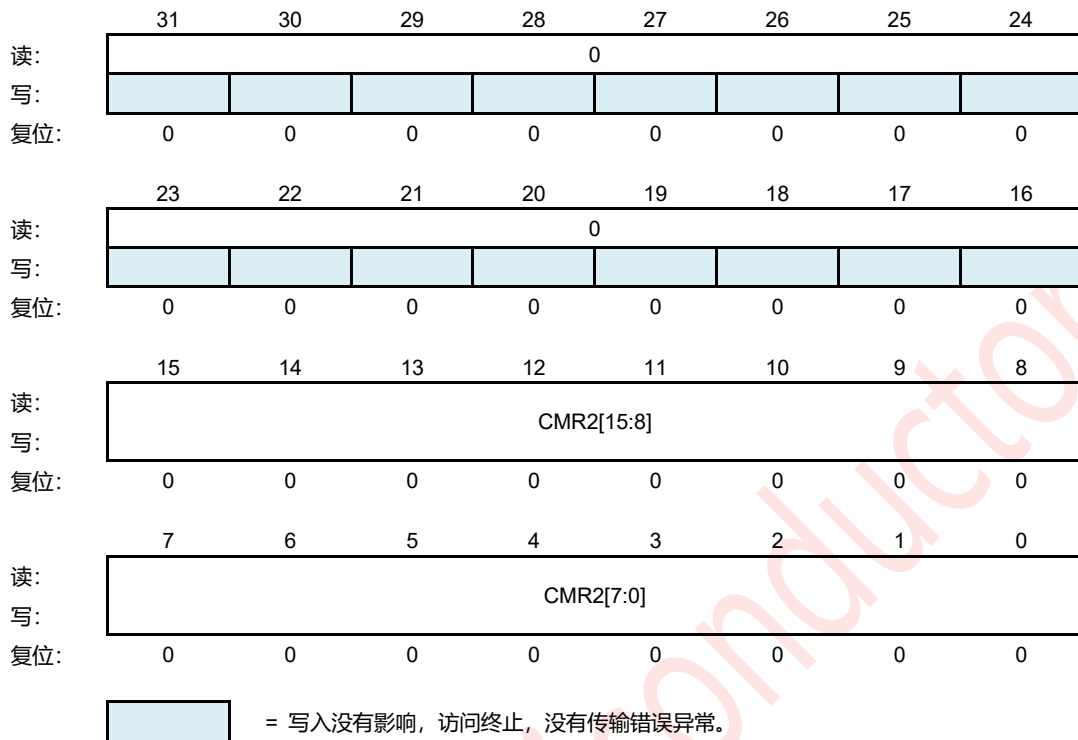 31 30 29 28 27 26 25 24
读: 0
写:
复位: 0 0 0 0 0 0 0 0
23 22 21 20 19 18 17 16
读: 0
写:
复位: 0 0 0 0 0 0 0 0
15 14 13 12 11 10 9 8
读:
CMR2[15:8]
写:
复位: 0 0 0 0 0 0 0 0
7 6 5 4 3 2 1 0
读:
CMR2[7:0]
写:
复位: 0 0 0 0 0 0 0 0
= 写入没有影响，访问终止，没有传输错误异常。
onductor